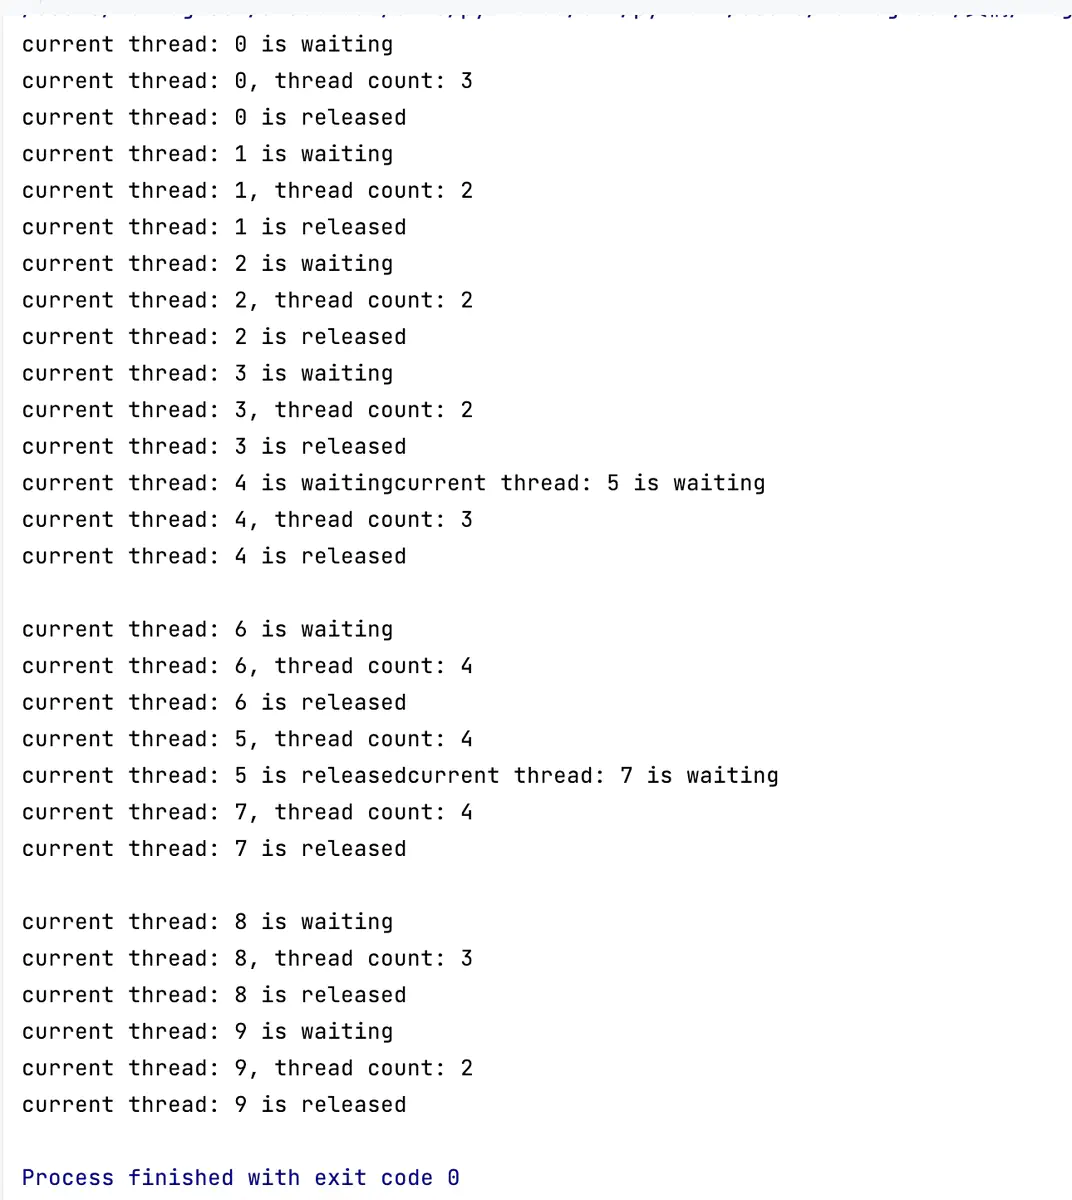 current thread: 0 is waiting
current thread: 0, thread count: 3
current thread: 0 is released
current thread: 1 is waiting
current thread: 1, thread count: 2
current thread: 1 is released
current thread: 2 is waiting
current thread: 2, thread count: 2
current thread: 2 is released
current thread: 3 is waiting
current thread: 3, thread count: 2
current thread: 3 is released
current thread: 4 is waitingcurrent thread: 5 is waiting
current thread: 4, thread count: 3
current thread: 4 is released
current thread: 6 is waiting
current thread: 6, thread count: 4
current thread: 6 is released
current thread: 5, thread count: 4
current thread: 5 is releasedcurrent thread: 7 is waiting
current thread: 7, thread count: 4
current thread: 7 is released
current thread: 8 is waiting
current thread: 8, thread count: 3
current thread: 8 is released
current thread: 9 is waiting
current thread: 9, thread count: 2
current thread: 9 is released
Process finished with exit code 0